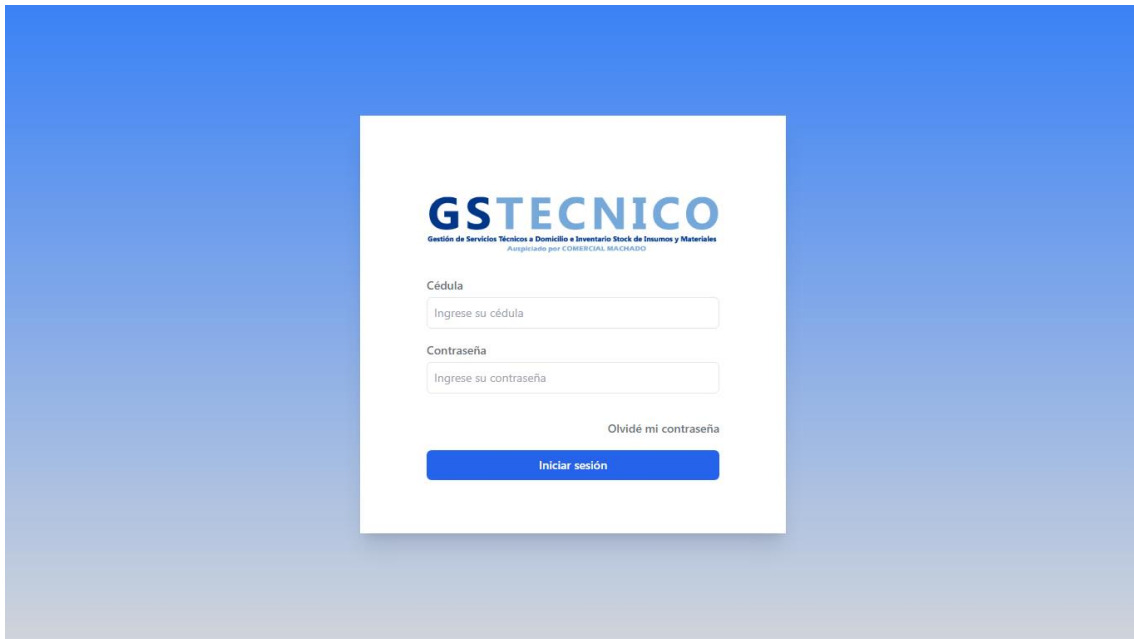 GSTECNICO
Gestión de Servicios Técnicos a Domicilio e Inventario Stock de Insumos y Materiales
Auspiciado por COMERCIAL MACHADO
Cédula
Ingrese su cédula
Contraseña
Ingrese su contraseña
Olvidé mi contraseña
Iniciar sesión